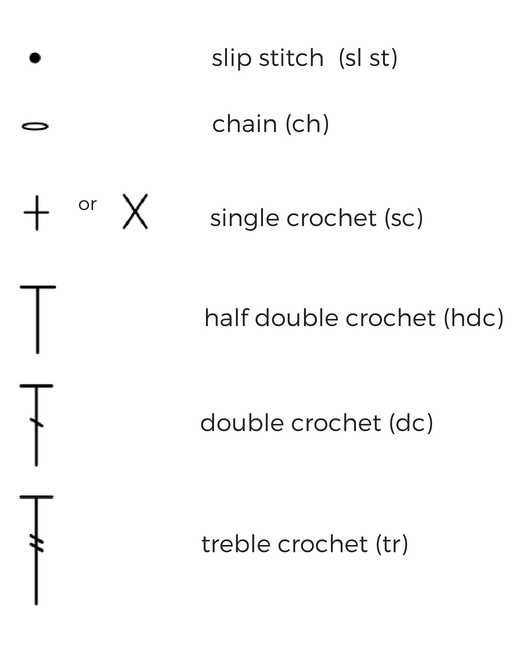 slip stitch (sl st)
chain (ch)
or
single crochet (sc)
half double crochet (hdc)
double crochet (dc)
treble crochet (tr)